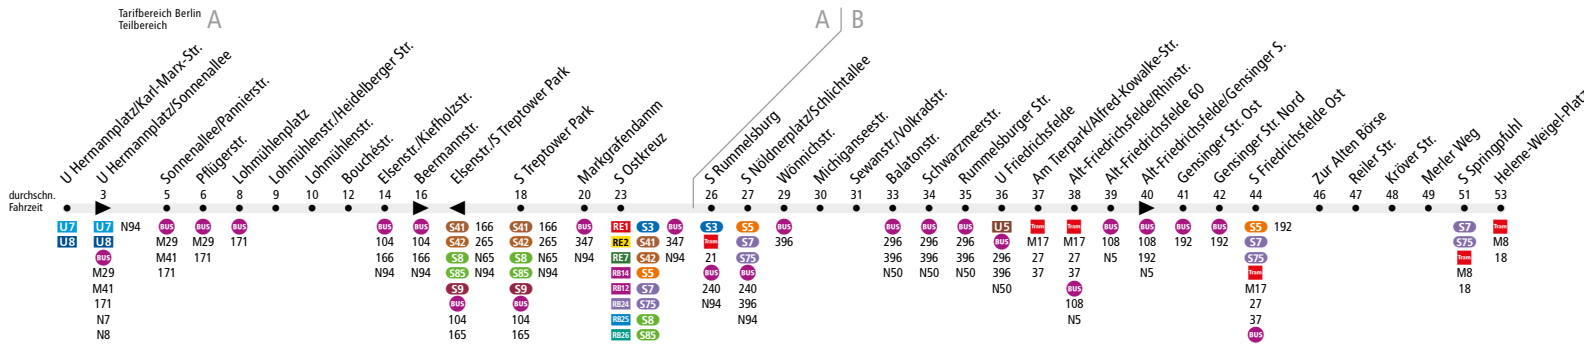 Tarifbereich Berlin
Teilbereich
A
A
B
U Hermannplatz/Karl-Marx-Str.
U Hermannplatz/Sonnenallee
Sonnenallee/Pannierstr.
Pflügerstr.
Lohmühlenplatz
Lohmühlenstr./Heidelberger Str.
Lohmühlenstr.
Bouchéstr.
Elsenstr./Kiefholzstr.
Beermannstr.
Elsenstr./S Treptower Park
S Treptower Park
Markgrafendamm
S Ostkreuz
S Rummelsburg
S Nöldnerplatz/Schlichtallee
Wönnichstr.
Michiganseestr.
Sewanstr./Volkradstr.
Balatonstr.
Schwarzmeerstr.
Rummelsburger Str.
U Friedrichsfelde
Am Tierpark/Alfred-Kowalke-Str.
Alt-Friedrichsfelde/Rhinstr.
Alt-Friedrichsfelde 60
Alt-Friedrichsfelde/Gensinger S.
Gensinger Str. Ost
Gensinger Str. Nord
S Friedrichsfelde Ost
Zur Alten Börse
Reiler Str.
Kröver Str.
Merler Weg
S Springpfuhl
Helene-Weigel-Platz
durchschn.
Fahrzeit
3 5 6 8 9 10 12 14 16 18 20 23 26 27 29 30 31 33 34 35 36 37 38 39 40 41 42 44 46 47 48 49 51 53
U7
U8
U7 N94
U8
BUS
M29
M41
171
N7
N8
BUS
M29
M41
171
BUS
M29
171
BUS
171
BUS
104
166
N94
BUS
104
166
N94
S41 166
S42 265
S8 N65
S85 N94
S9
BUS
104
165
S41 166
S42 265
S8 N65
S85 N94
S9
BUS
104
165
BUS
347
N94
RE1 S3 BUS
RE2 S41 347
RE7 S42 N94
RB14 S5
RB12 S7
RB24 S75
RB25 S8
RB26 S85
S3
Tram
21
BUS
240
N94
S5
S7
S75
BUS
240
396
N94
BUS
396
BUS
296
396
N50
BUS
296
396
N50
BUS
296
396
N50
U5
BUS
296
396
N50
Tram
M17
27
37
Tram
M17
27
37
BUS
108
N5
BUS
108
N5
BUS
108
192
N5
BUS
192
BUS
192
S5 192
S7
S75
Tram
M17
27
37
BUS
S7
S75
Tram
M8
18
Tram
M8
18